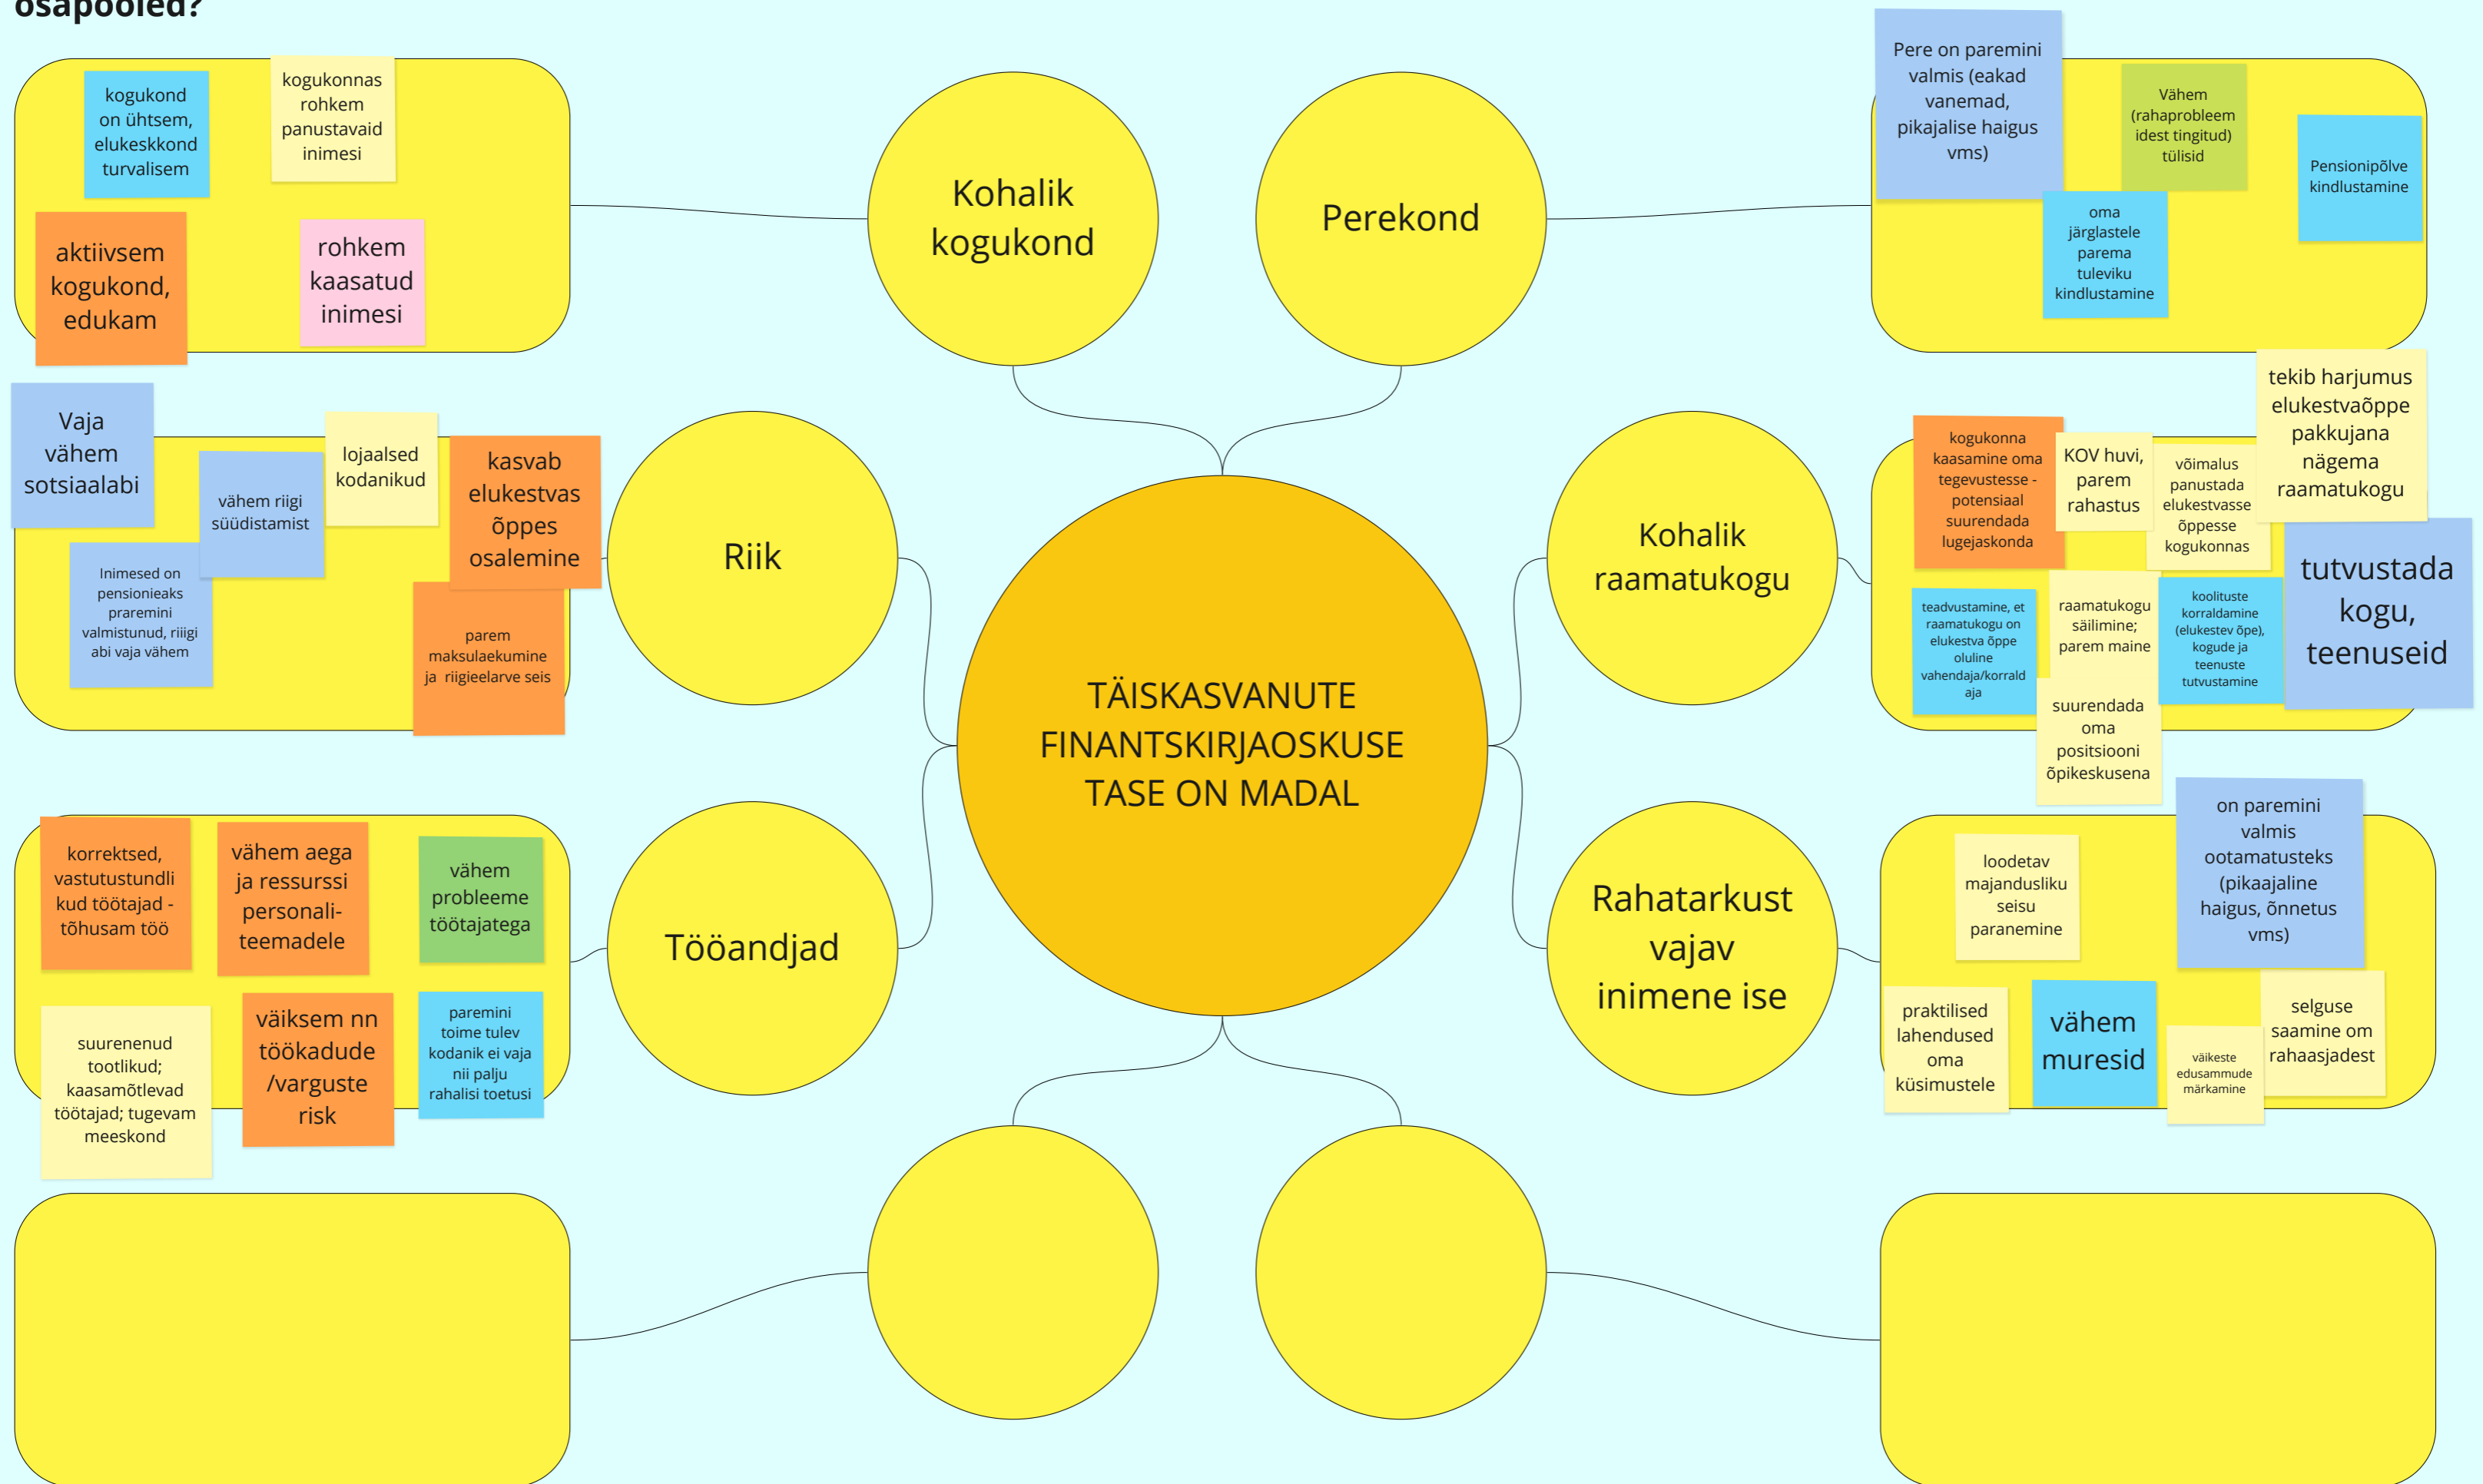 osapooled?
kogukond
on ühtsem,
elukeskkond
turvalisem
kogukonnas
rohkem
panustavaid
inimesi
aktiivsem
kogukond,
edukam
rohkem
kaasatud
inimesi
Kohalik
kogukond
Perekond
Pere on paremini
valmis (eakad
vanemad,
pikajalise haigus
vms)
Vähem
(rahaprobleem
idest tingitud)
tülisid
Pensionipõlve
kindlustamine
oma
järglastele
parema
tuleviku
kindlustamine
Vaja
vähem
sotsiaalabi
vähem riigi
süüdistamist
lojaalsed
kodanikud
kasvab
elukestvas
õppes
osalemine
Inimesed on
pensionieaks
praremini
valmistunud, riiigi
abi vaja vähem
parem
maksulaekumine
ja  riigieelarve seis
Riik
Kohalik
raamatukogu
kogukonna
kaasamine oma
tegevustesse -
potensiaal
suurendada
lugejaskonda
KOV huvi,
parem
rahastus
võimalus
panustada
elukestvasse
õppesse
kogukonnas
tekib harjumus
elukestvaõppe
pakkujana
nägema
raamatukogu
teadvustamine, et
raamatukogu on
elukestva õppe
oluline
vahendaja/korrald
aja
raamatukogu
säilimine;
parem maine
koolituste
korraldamine
(elukestev õpe),
kogude ja
teenuste
tutvustamine
tutvustada
kogu,
teenuseid
suurendada
oma
positsiooni
õpikeskusena
TÄISKASVANUTE
FINANTSKIRJAOSKUSE
TASE ON MADAL
korrektsed,
vastutustundli
kud töötajad -
tõhusam töö
vähem aega
ja ressurssi
personali-
teemadele
vähem
probleeme
töötajatega
suurenenud
tootlikud;
kaasamõtlevad
töötajad; tugevam
meeskond
väiksem nn
töökadude
/varguste
risk
paremini
toime tulev
kodanik ei vaja
nii palju
rahalisi toetusi
Tööandjad
Rahatarkust
vajav
inimene ise
loodetav
majandusliku
seisu
paranemine
on paremini
valmis
ootamatusteks
(pikaajaline
haigus, õnnetus
vms)
praktilised
lahendused
oma
küsimustele
vähem
muresid
väikeste
edusammude
märkamine
selguse
saamine om
rahaasjadest